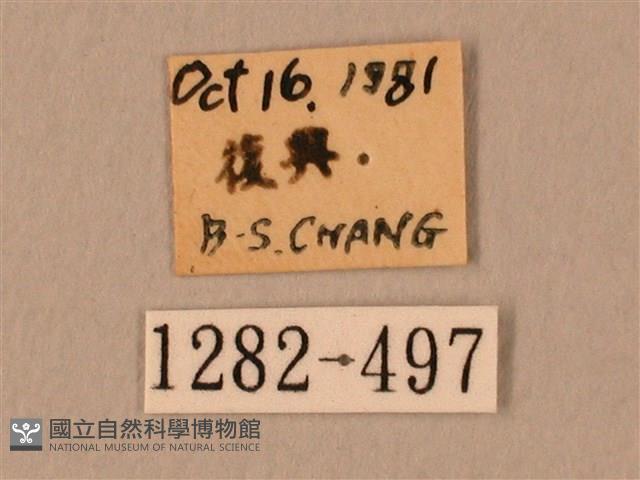 Oct 16. 1981
復興.
B-S. CHANG
1282-497
國立自然科學博物館
NATIONAL MUSEUM OF NATURAL SCIENCE